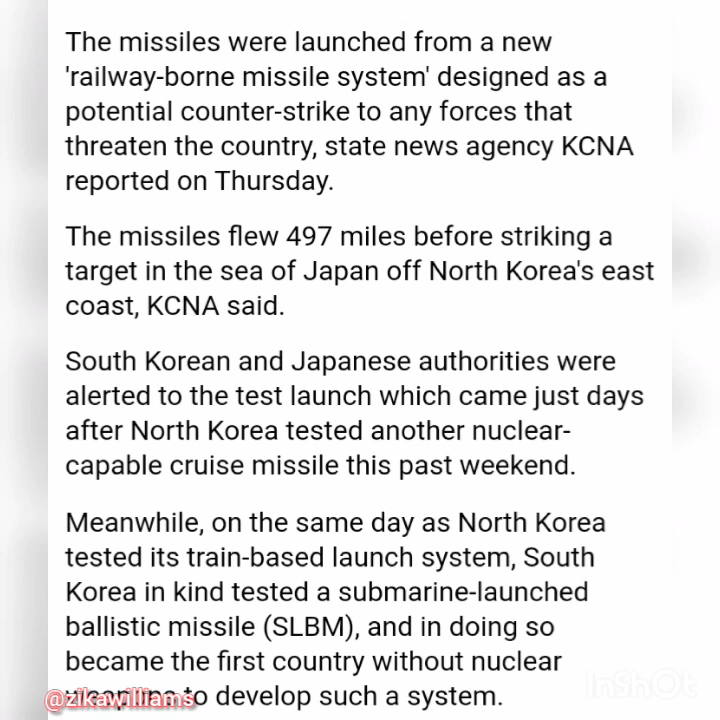 The missiles were launched from a new
'railway-borne missile system' designed as a
potential counter-strike to any forces that
threaten the country, state news agency KCNA
reported on Thursday.
The missiles flew 497 miles before striking a
target in the sea of Japan off North Korea's east
coast, KCNA said.
South Korean and Japanese authorities were
alerted to the test launch which came just days
after North Korea tested another nuclear-
capable cruise missile this past weekend.
Meanwhile, on the same day as North Korea
tested its train-based launch system, South
Korea in kind tested a submarine-launched
ballistic missile (SLBM), and in doing so
became the first country without nuclear
to develop such a system.
@zikawilliams
InShOt